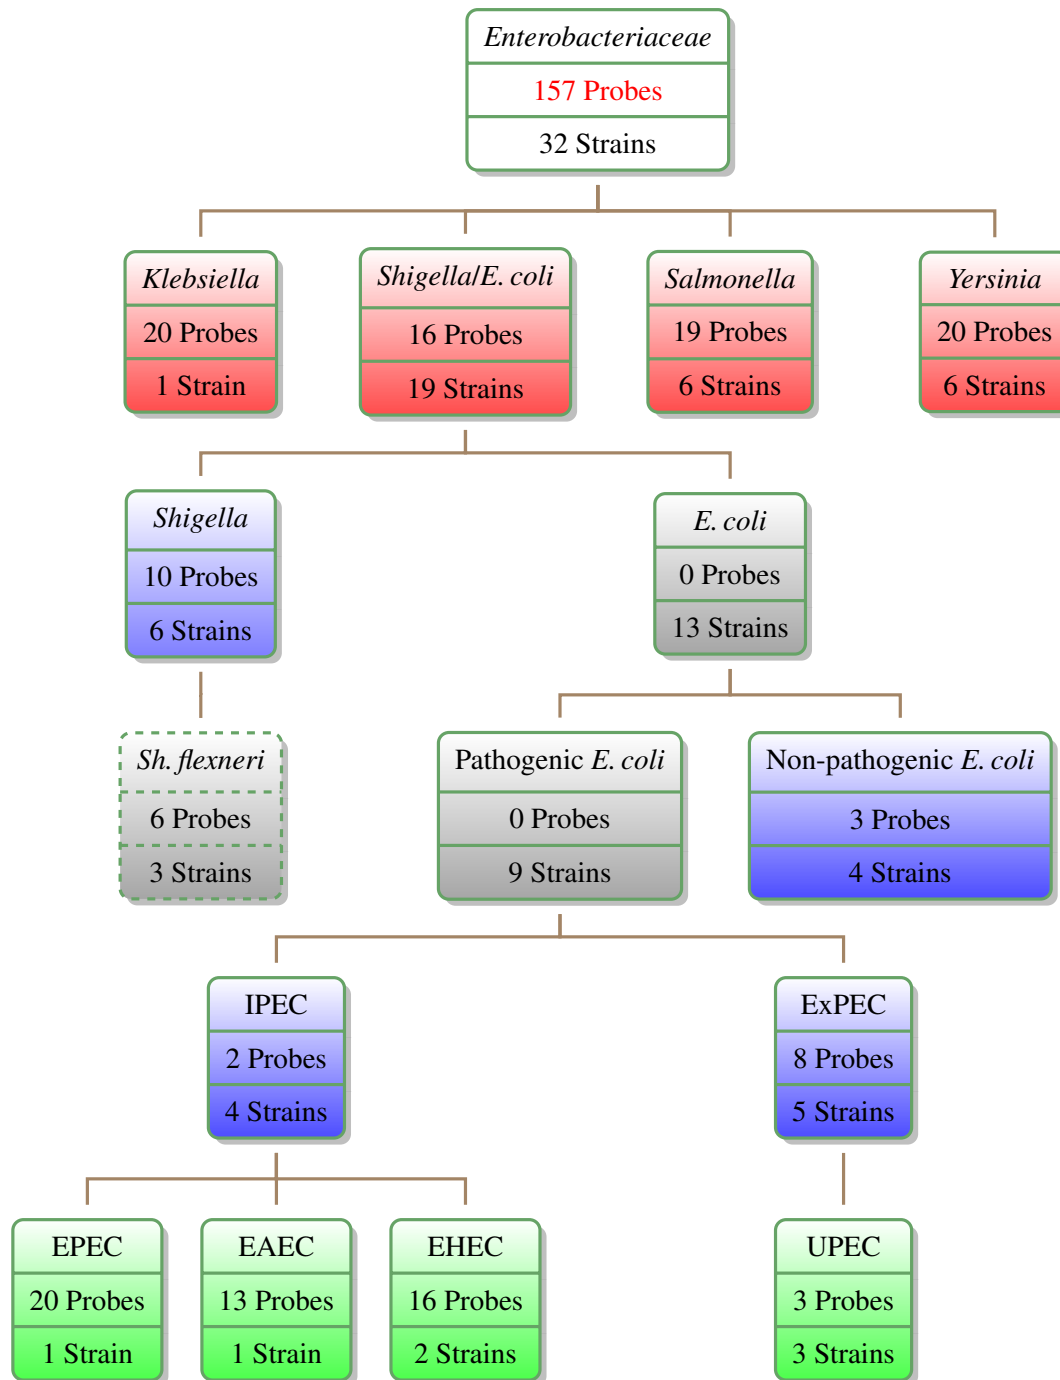 Enterobacteriaceae
157 Probes
32 Strains
Klebsiella
20 Probes
1 Strain
Shigella/E. coli
16 Probes
19 Strains
Salmonella
19 Probes
6 Strains
Yersinia
20 Probes
6 Strains
Shigella
10 Probes
6 Strains
E. coli
0 Probes
13 Strains
Sh. flexneri
6 Probes
3 Strains
Pathogenic E. coli
0 Probes
9 Strains
Non-pathogenic E. coli
3 Probes
4 Strains
IPEC
2 Probes
4 Strains
ExPEC
8 Probes
5 Strains
EPEC
20 Probes
1 Strain
EAEC
13 Probes
1 Strain
EHEC
16 Probes
2 Strains
UPEC
3 Probes
3 Strains